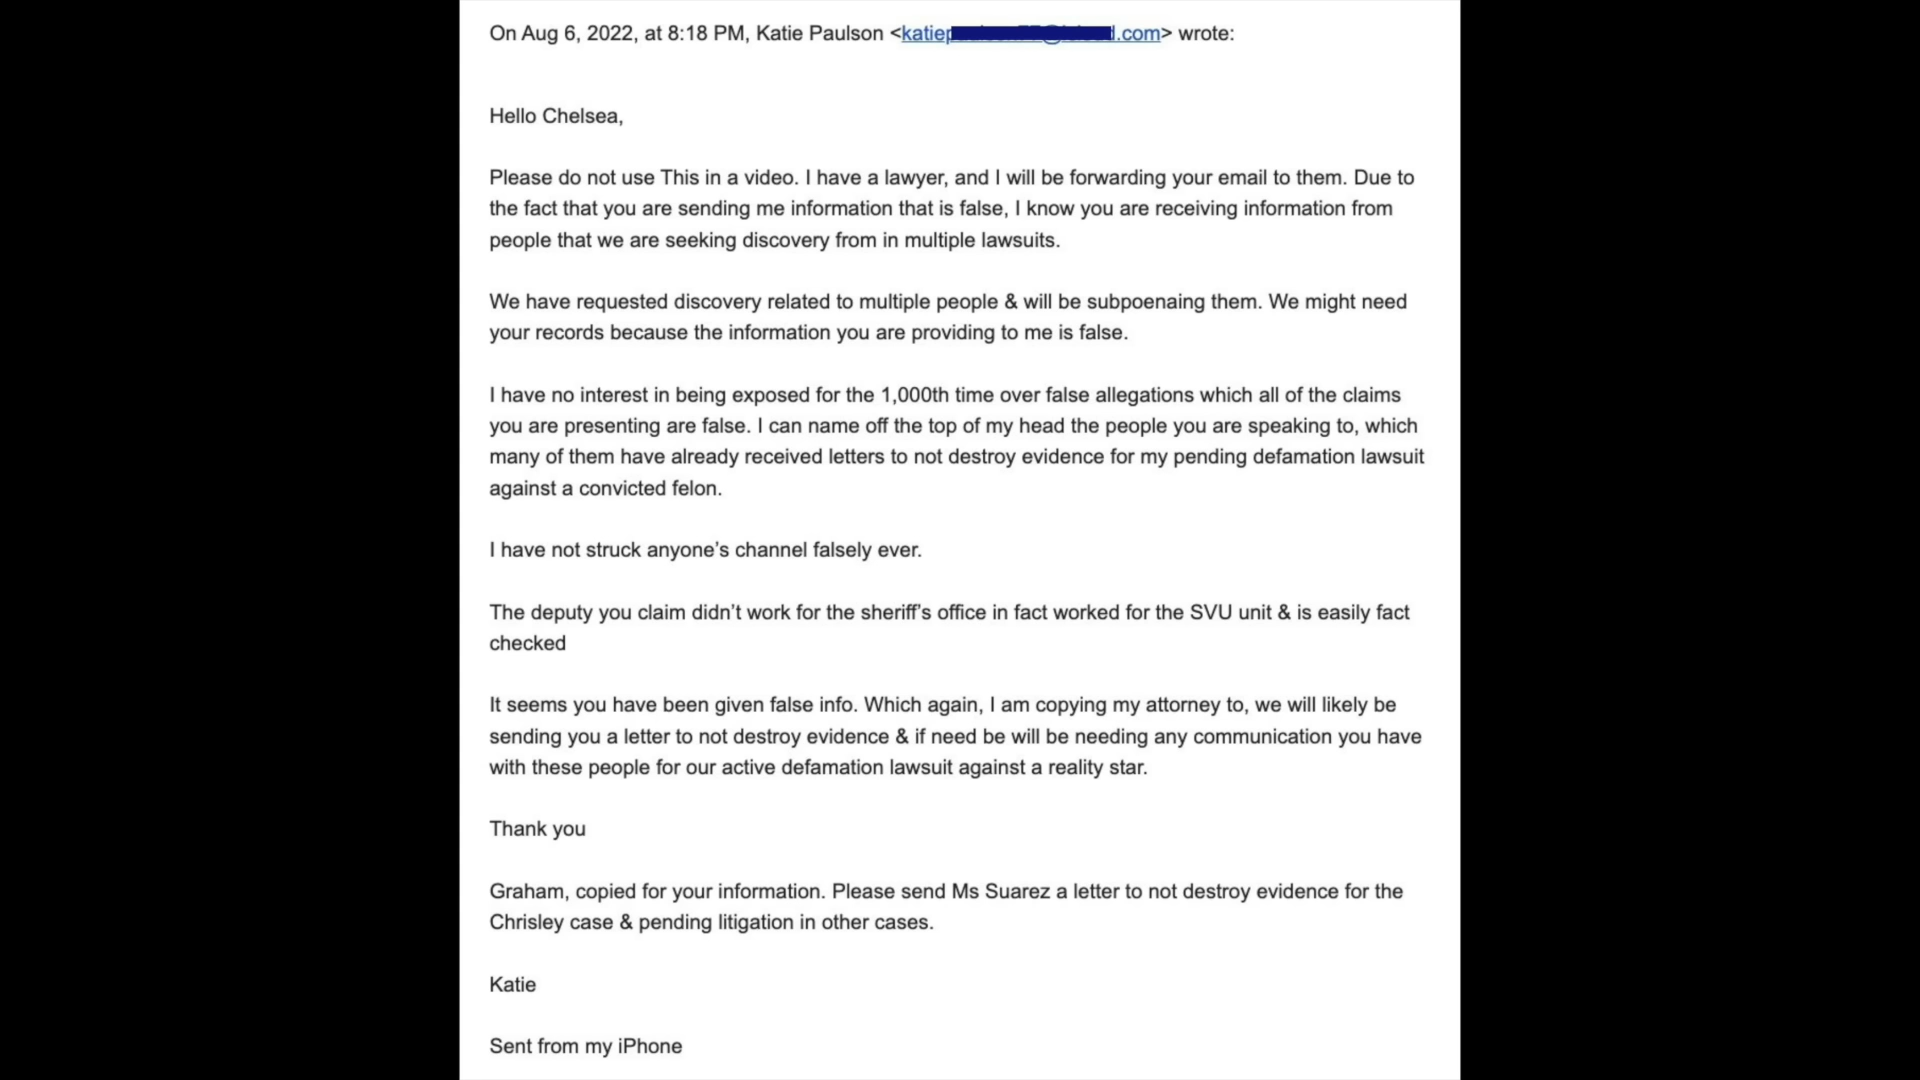 On Aug 6, 2022, at 8:18 PM, Katie Paulson <katiep .com> wrote:
Hello Chelsea,
Please do not use This in a video. I have a lawyer, and I will be forwarding your email to them. Due to
the fact that you are sending me information that is false, I know you are receiving information from
people that we are seeking discovery from in multiple lawsuits.
We have requested discovery related to multiple people & will be subpoenaing them. We might need
your records because the information you are providing to me is false.
I have no interest in being exposed for the 1,000th time over false allegations which all of the claims
you are presenting are false. I can name off the top of my head the people you are speaking to, which
many of them have already received letters to not destroy evidence for my pending defamation lawsuit
against a convicted felon.
I have not struck anyone’s channel falsely ever.
The deputy you claim didn’t work for the sheriff’s office in fact worked for the SVU unit & is easily fact
checked
It seems you have been given false info. Which again, I am copying my attorney to, we will likely be
sending you a letter to not destroy evidence & if need be will be needing any communication you have
with these people for our active defamation lawsuit against a reality star.
Thank you
Graham, copied for your information. Please send Ms Suarez a letter to not destroy evidence for the
Chrisley case & pending litigation in other cases.
Katie
Sent from my iPhone